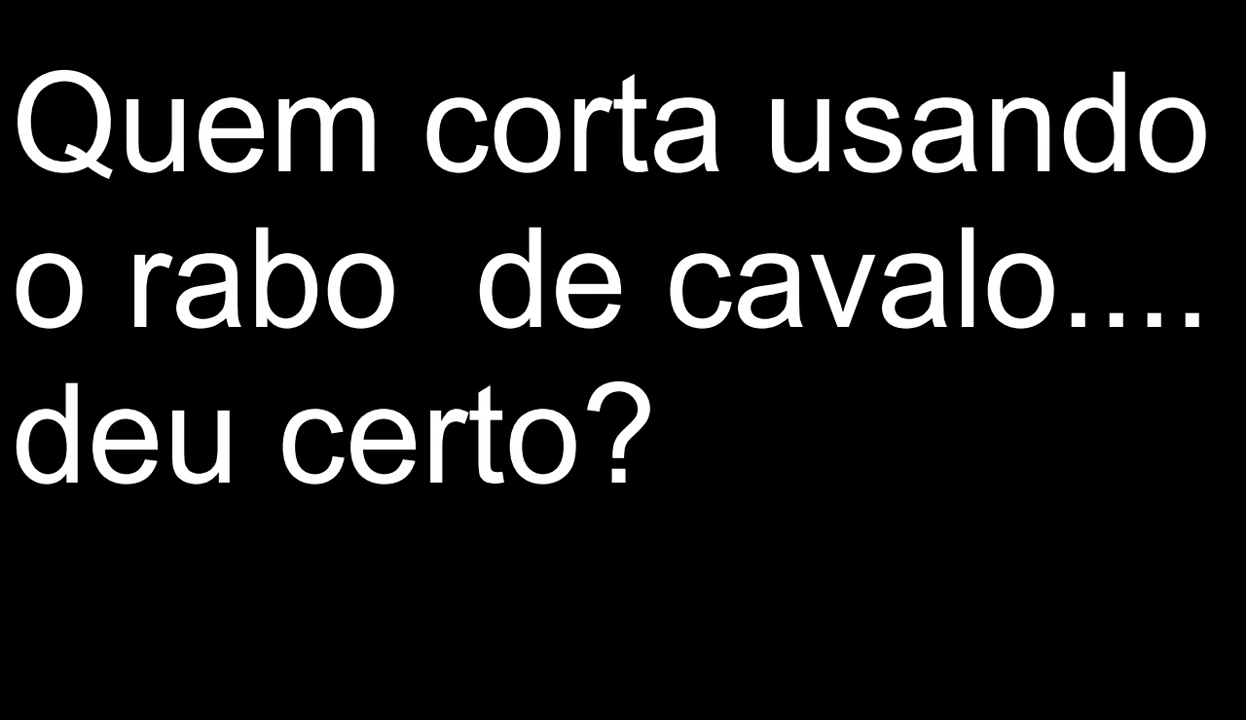 Quem corta usando
o rabo  de cavalo....
deu certo?